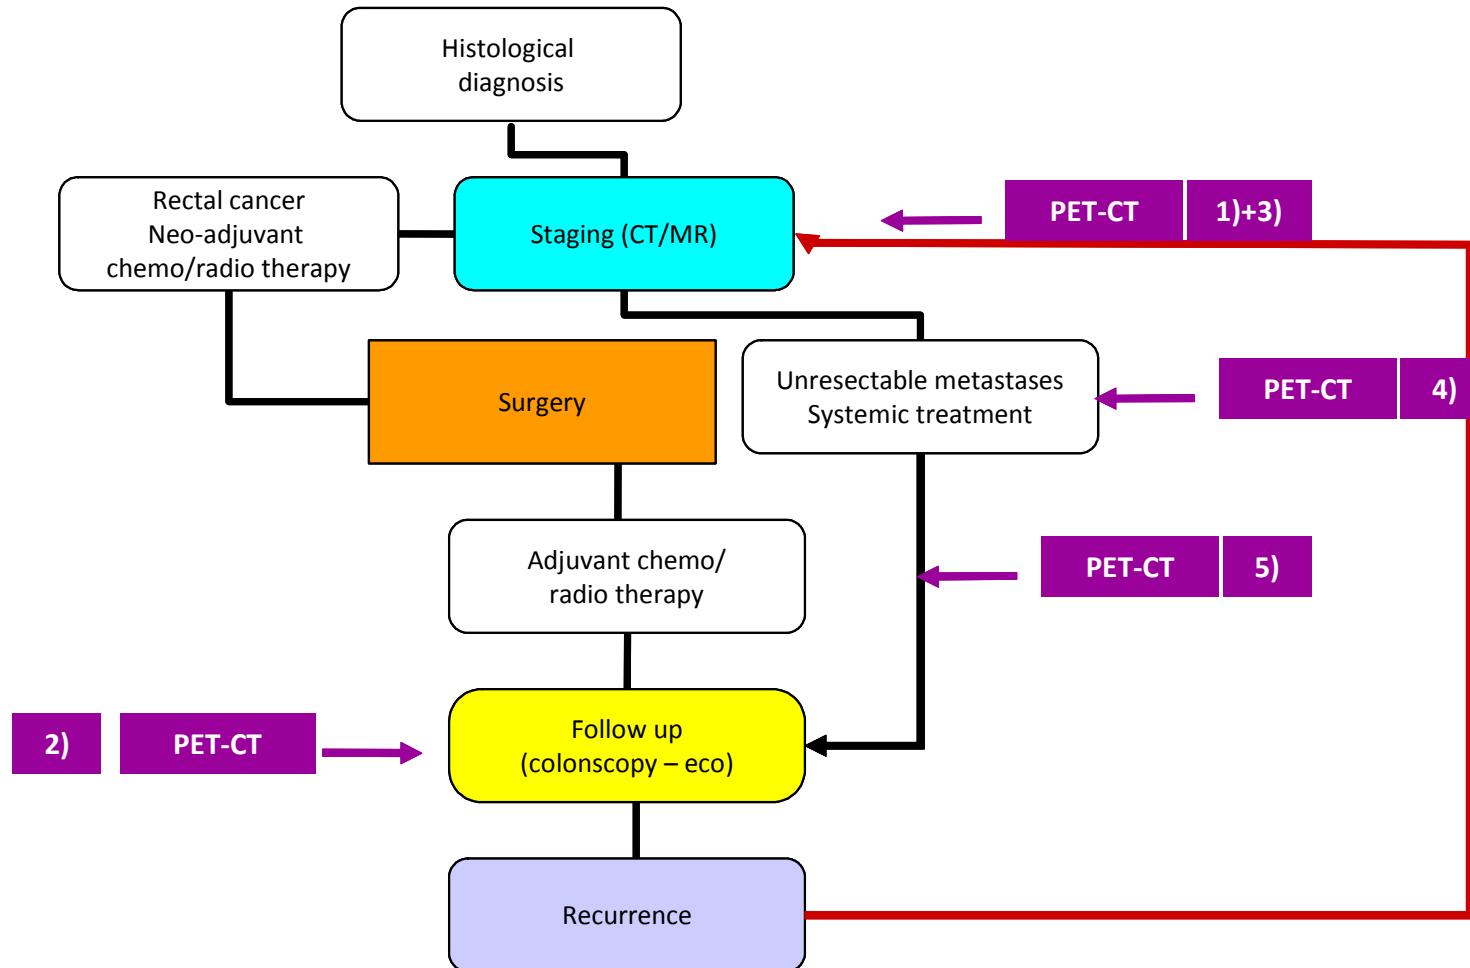 Histological
diagnosis
Rectal cancer
Neo-adjuvant
chemo/radio therapy
Staging (CT/MR)
PET-CT 1)+3)
Surgery
Unresectable metastases
Systemic treatment
PET-CT 4)
Adjuvant chemo/
radio therapy
PET-CT 5)
2) PET-CT
Follow up
(colonscopy – eco)
Recurrence